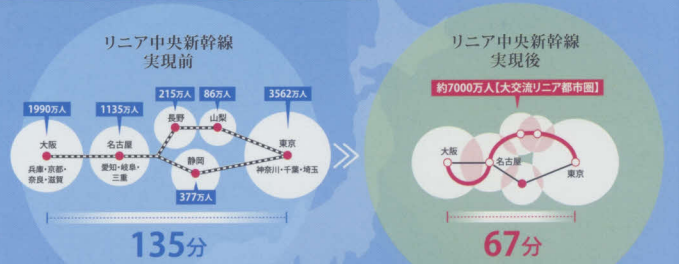 リニア中央新幹線
実現前
1990万人
1135万人
215万人
86万人
3562万人
長野
山梨
大阪
兵庫・京都・
奈良・滋賀
名古屋
愛知・岐阜・
三重
静岡
377万人
東京
神奈川・千葉・埼玉
135分
リニア中央新幹線
実現後
約7000万人【大交流リニア都市圏】
大阪
名古屋
東京
67分